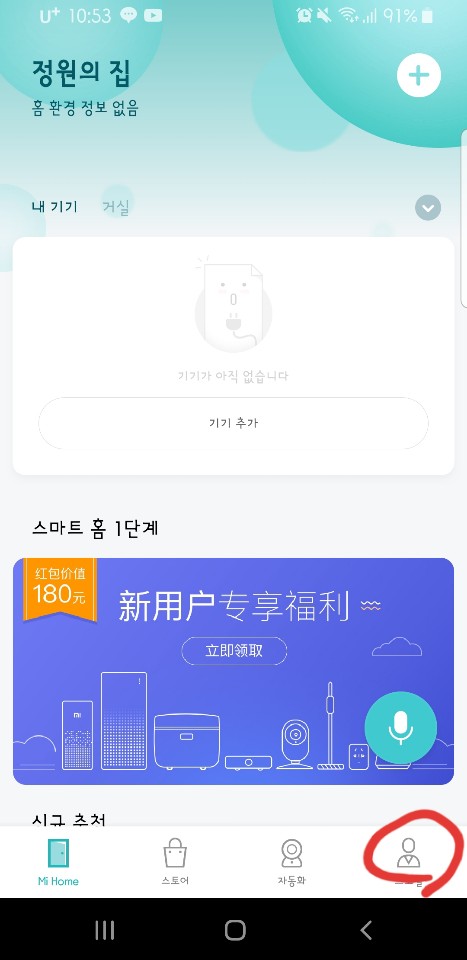 U+ 10:53 91%
정원의 집
홈 환경 정보 없음
내 기기 거실
기기가 아직 없습니다
기기 추가
스마트 홈 1단계
红包价值
180元
新用户专享福利
立即领取
신규 추천
Mi Home 스토어 자동화